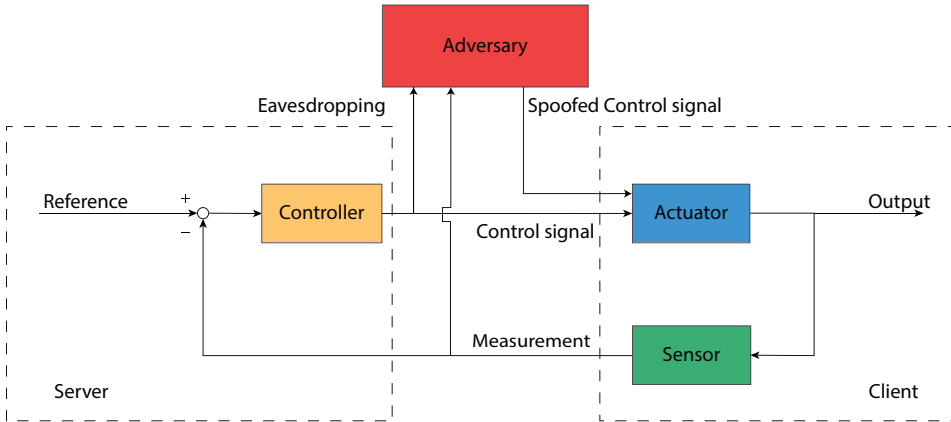 Adversary
Eavesdropping
Spoofed Control signal
Reference
+
−
Controller
Control signal
Actuator
Output
Measurement
Sensor
Server
Client